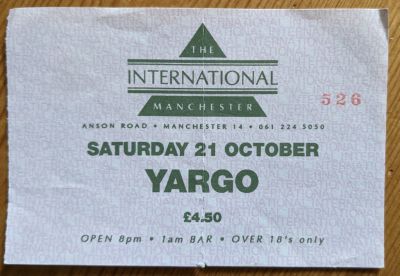 THE
INTERNATIONAL
MANCHESTER
526
ANSON ROAD • MANCHESTER 14 • 061 224 5050
SATURDAY 21 OCTOBER
YARGO
£4.50
OPEN 8pm • 1am BAR • OVER 18's only